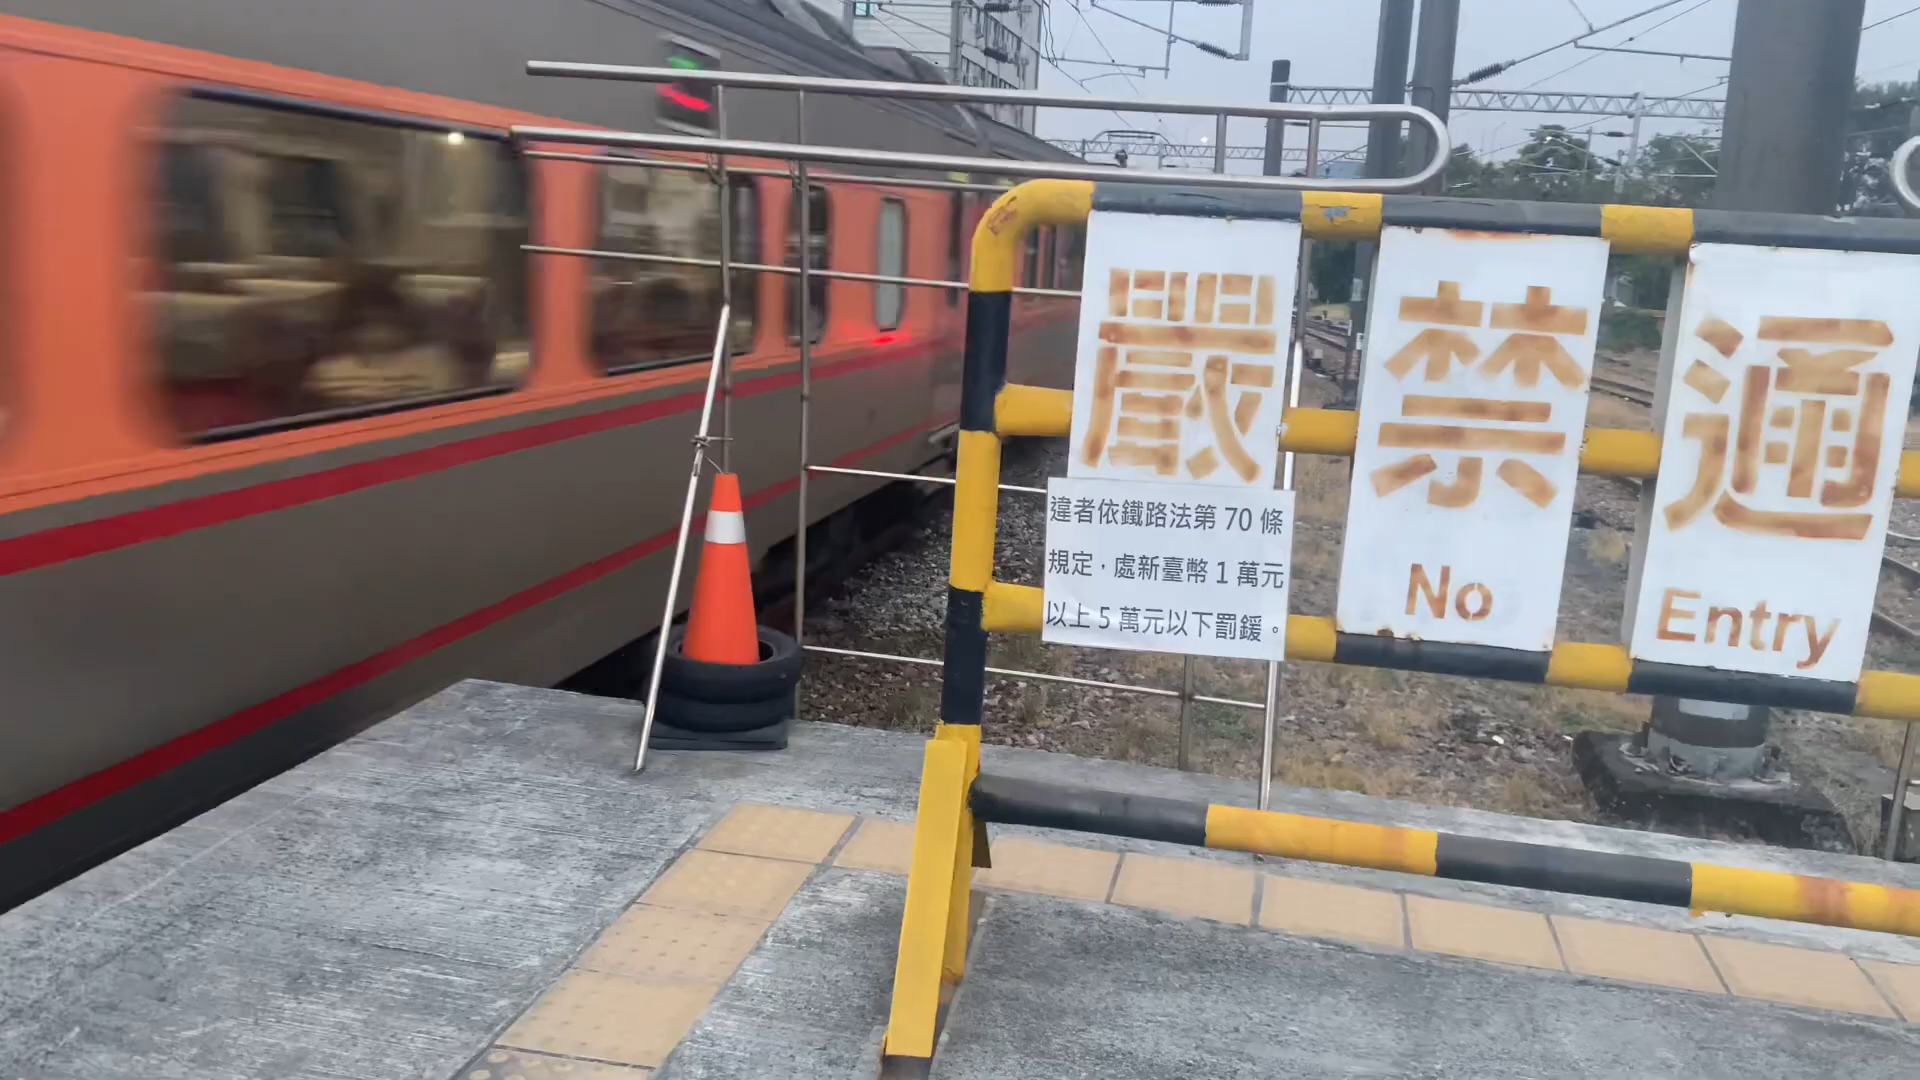 嚴禁通
No Entry
違者依鐵路法第 70 條
規定，處新臺幣 1 萬元
以上 5 萬元以下罰鍰。